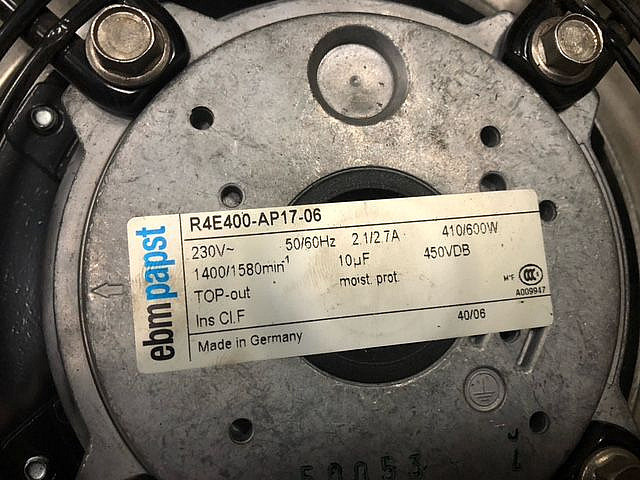 ebmpapst
R4E400-AP17-06
230V~ 50/60Hz 2.1/2.7A 410/600W
1400/1580min⁻¹ 10µF 450VDB
TOP-out moist. prot.
Ins Cl.F
CCC
A009947
40/06
Made in Germany